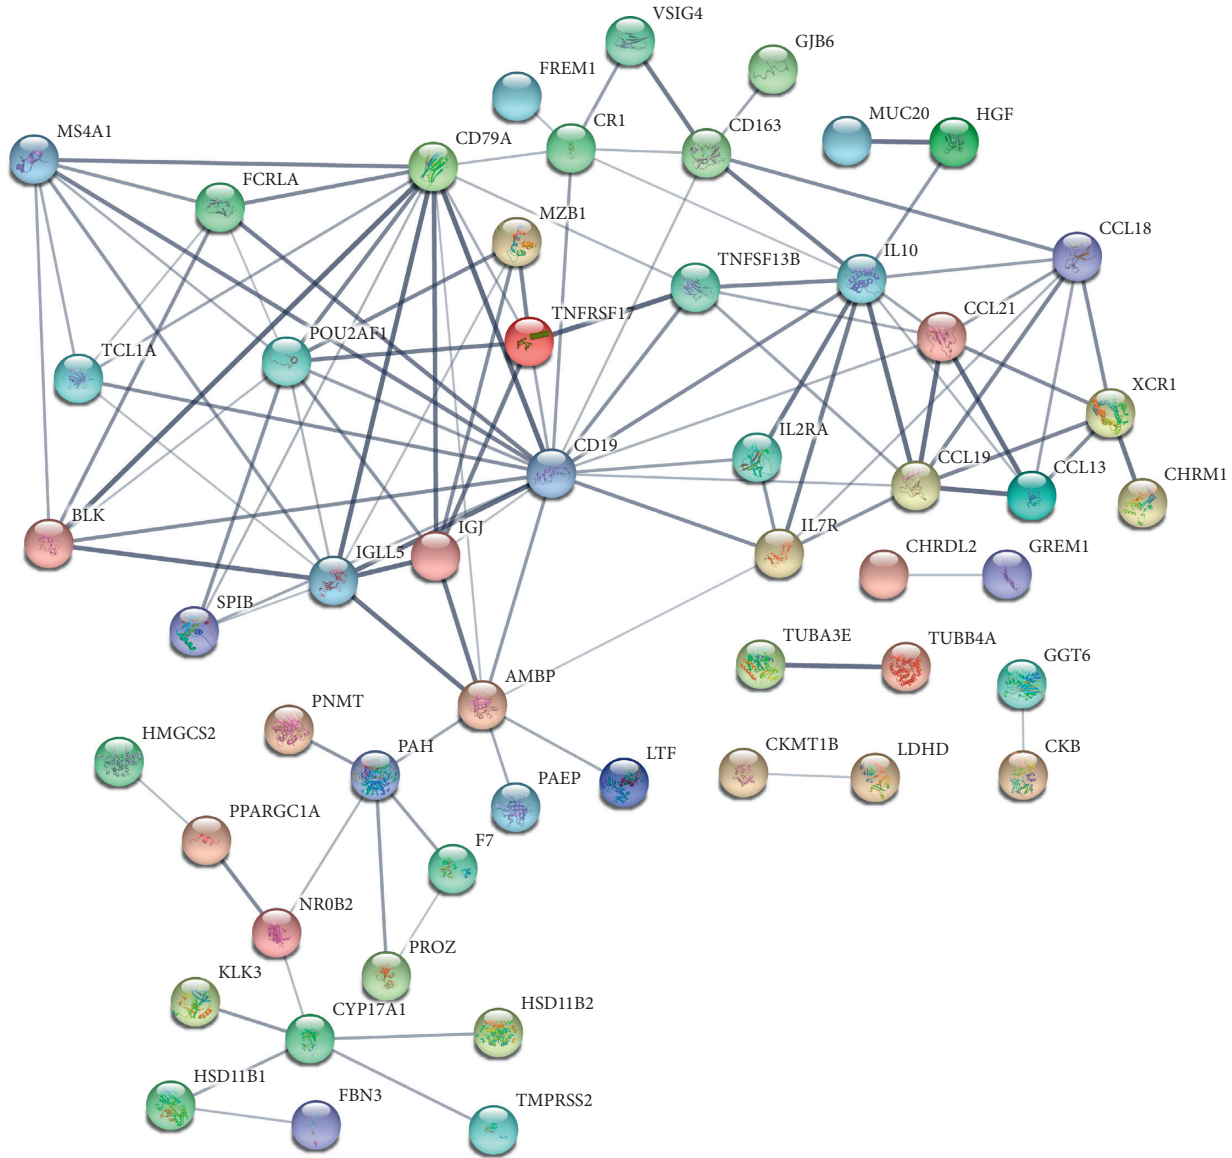 VSIG4
GJB6
FREM1
MUC20
HGF
CR1
CD163
MS4A1
CD79A
FCRLA
MZB1
CCL18
IL10
TNFSF13B
CCL21
TNFRSF17
POU2AF1
TCL1A
XCR1
IL2RA
CD19
CCL19
CCL13
CHRM1
BLK
IGJ
IL7R
IGLL5
CHRDL2
GREM1
SPIB
TUBA3E
TUBB4A
GGT6
AMBP
PNMT
HMGCS2
PAH
LTF
CKMT1B
LDHD
CKB
PAEP
PPARGC1A
F7
NR0B2
PROZ
KLK3
CYP17A1
HSD11B2
HSD11B1
FBN3
TMPRSS2